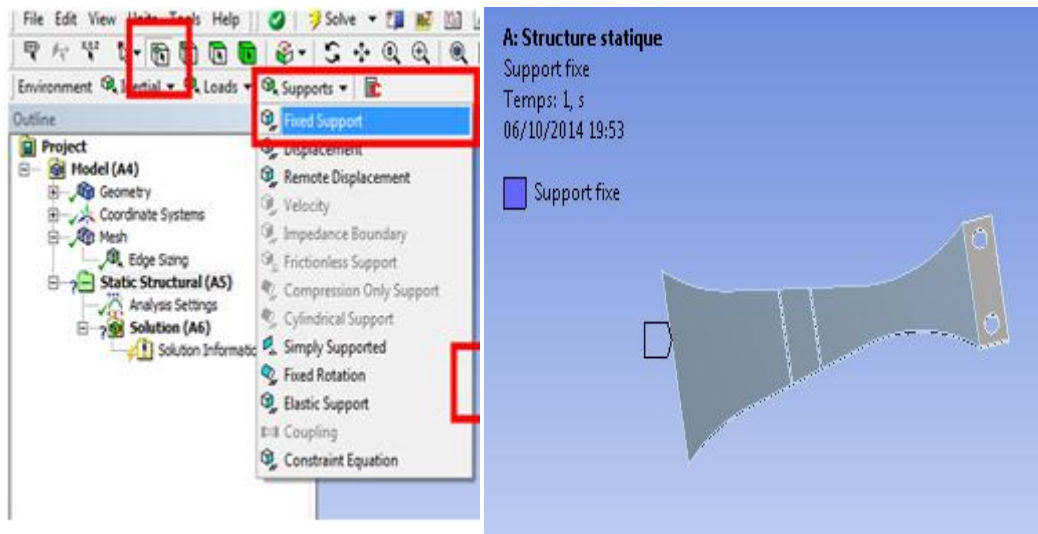 File Edit View Units Tools Help
Solve
Environment Inertial Loads Supports
Outline
Project
Model (A4)
Geometry
Coordinate Systems
Mesh
Edge Sizing
Static Structural (A5)
Analysis Settings
Solution (A6)
Solution Informatio
Fixed Support
Displacement
Remote Displacement
Velocity
Impedance Boundary
Frictionless Support
Compression Only Support
Cylindrical Support
Simply Supported
Fixed Rotation
Elastic Support
Coupling
Constraint Equation
A: Structure statique
Support fixe
Temps: 1, s
06/10/2014 19:53
Support fixe